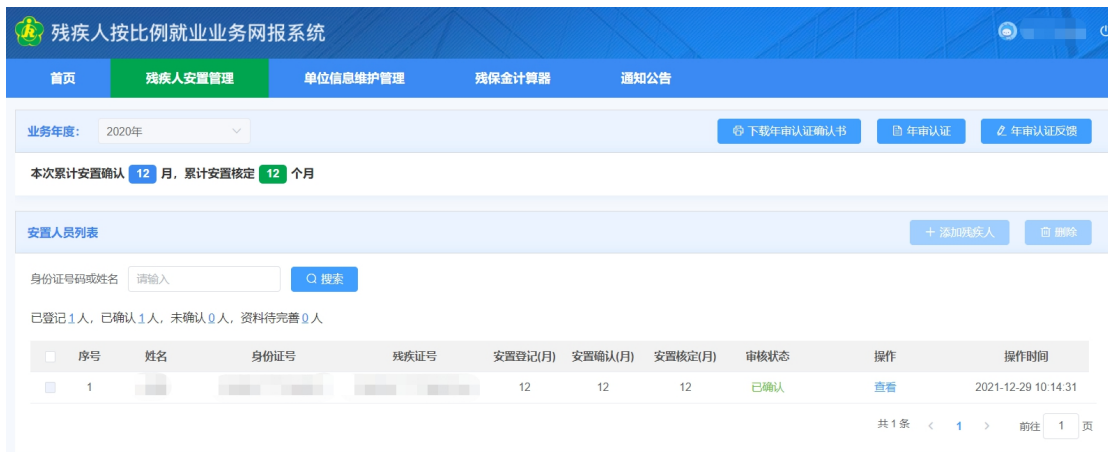 残疾人按比例就业业务网报系统
首页 残疾人安置管理 单位信息维护管理 残保金计算器 通知公告
业务年度： 2020年 下载年审认证确认书 年审认证 年审认证反馈
本次累计安置确认 12 月，累计安置核定 12 个月
安置人员列表 + 添加残疾人 删除
身份证号码或姓名 请输入 搜索
已登记1人，已确认1人，未确认0人，资料待完善0人
序号 姓名 身份证号 残疾证号 安置登记(月) 安置确认(月) 安置核定(月) 审核状态 操作 操作时间
1 12 12 12 已确认 查看 2021-12-29 10:14:31
共1条 < 1 > 前往 1 页